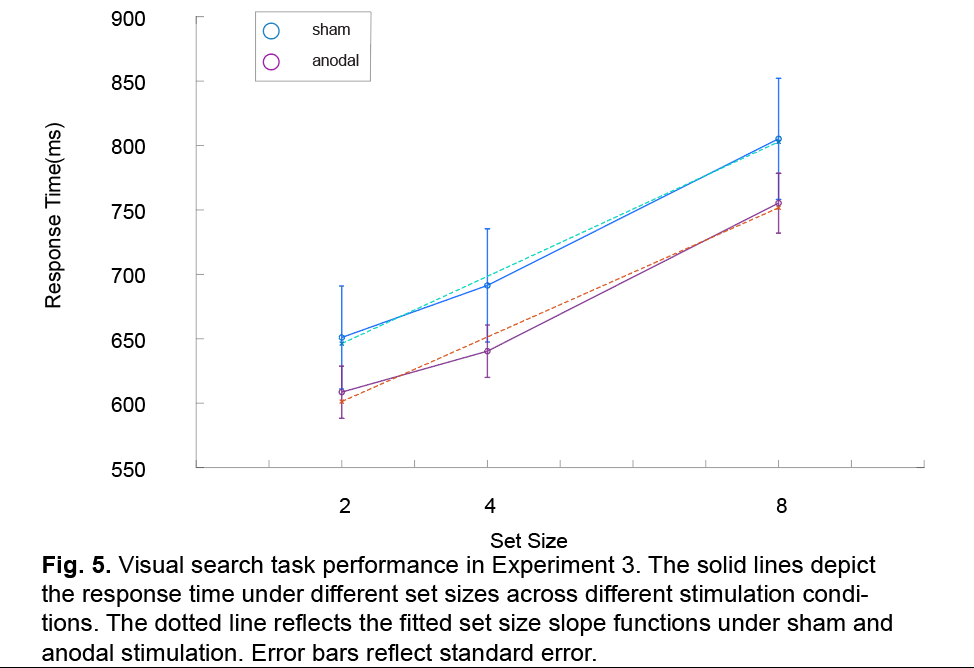 900
sham
anodal
850
800
750
700
650
600
550
Response Time(ms)
2 4 8
Set Size
Fig. 5. Visual search task performance in Experiment 3. The solid lines depict
the response time under different set sizes across different stimulation condi-
tions. The dotted line reflects the fitted set size slope functions under sham and
anodal stimulation. Error bars reflect standard error.